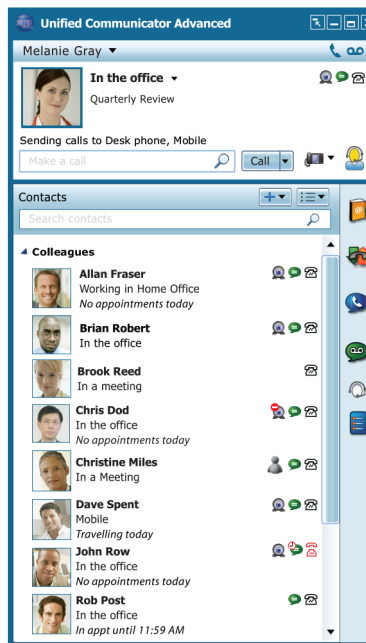 Unified Communicator Advanced
Melanie Gray
In the office
Quarterly Review
Sending calls to Desk phone, Mobile
Make a call
Call
Contacts
Search contacts
Colleagues
Allan Fraser
Working in Home Office
No appointments today
Brian Robert
In the office
Brook Reed
In a meeting
Chris Dod
In the office
No appointments today
Christine Miles
In a Meeting
Dave Spent
Mobile
Travelling today
John Row
In the office
No appointments today
Rob Post
In the office
In appt until 11:59 AM